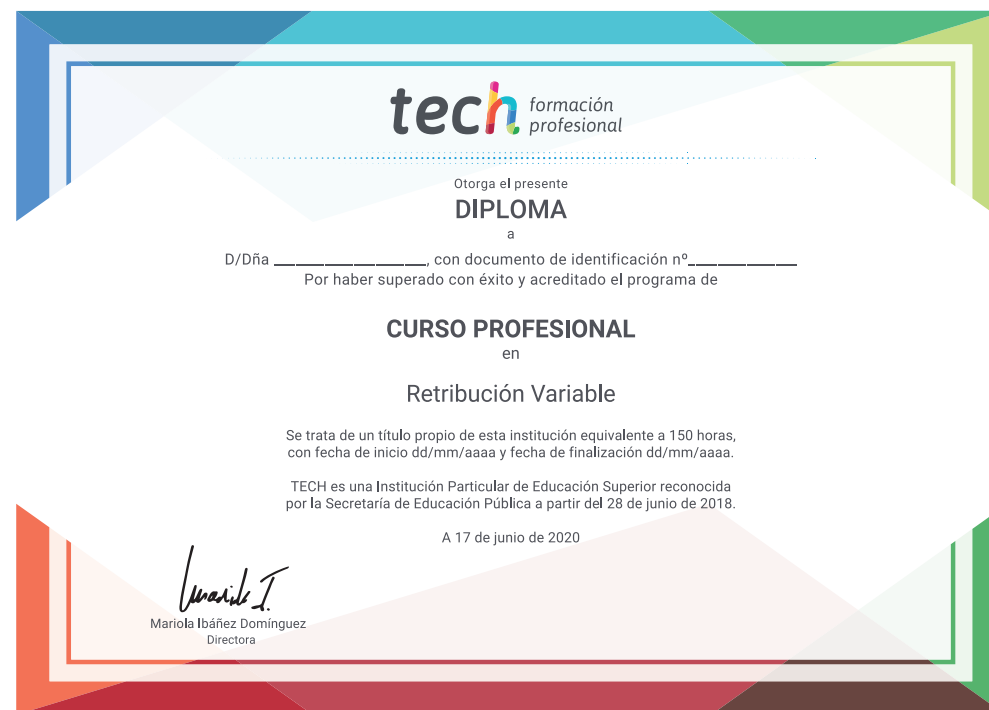 tech formación
profesional
Otorga el presente
DIPLOMA
a
D/Dña ________________, con documento de identificación nº___________
Por haber superado con éxito y acreditado el programa de
CURSO PROFESIONAL
en
Retribución Variable
Se trata de un título propio de esta institución equivalente a 150 horas,
con fecha de inicio dd/mm/aaaa y fecha de finalización dd/mm/aaaa.
TECH es una Institución Particular de Educación Superior reconocida
por la Secretaría de Educación Pública a partir del 28 de junio de 2018.
A 17 de junio de 2020
Mariola Ibáñez Domínguez
Directora